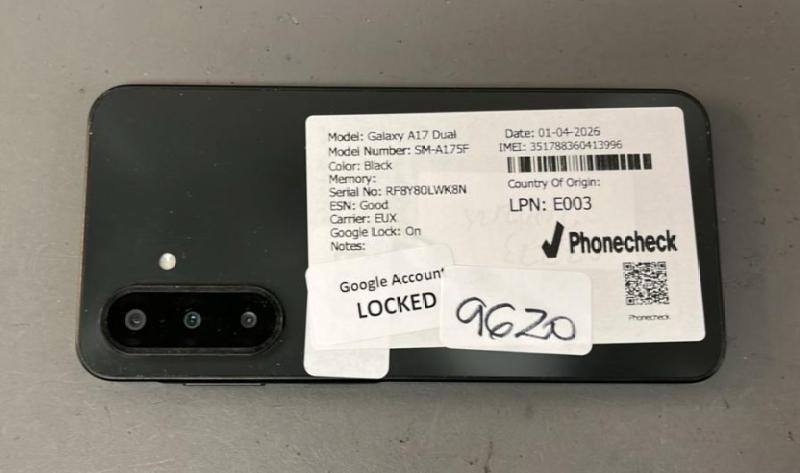 Model: Galaxy A17 Dual
Model Number: SM-A175F
Color: Black
Memory:
Serial No: RF8Y80LWK8N
ESN: Good
Carrier: EUX
Google Lock: On
Notes:
Date: 01-04-2026
IMEI: 351788360413996
Country Of Origin:
LPN: E003
Phonecheck
Phonecheck
Google Account
LOCKED
9620